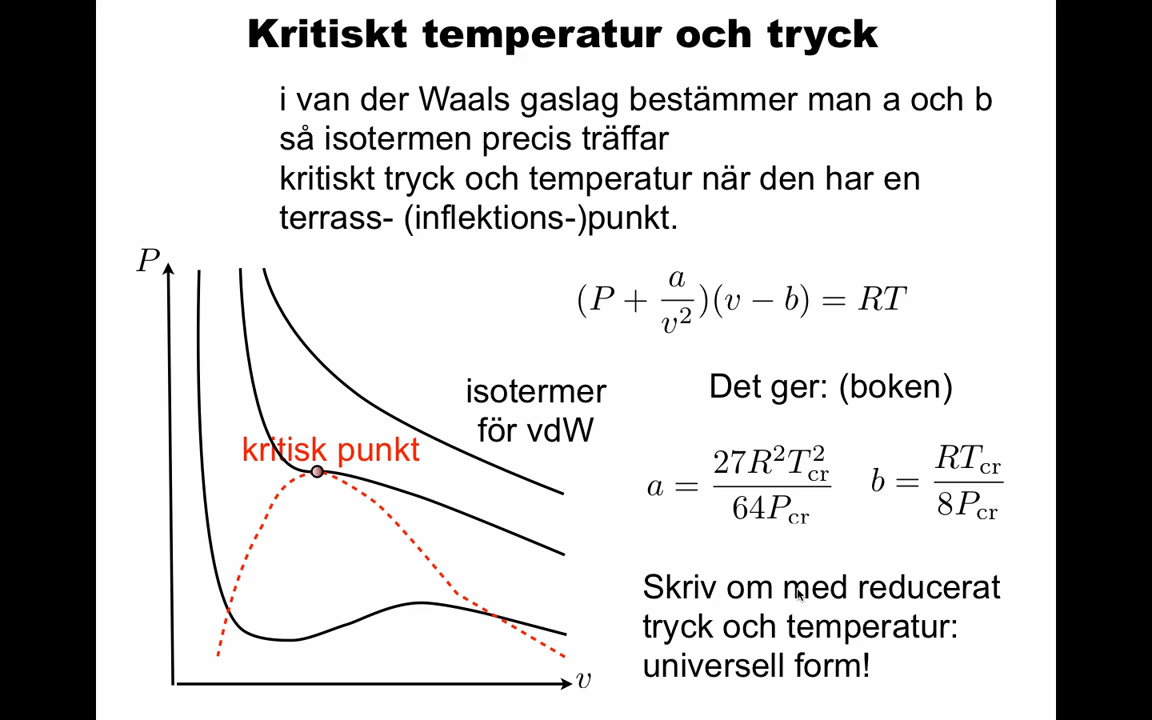 Kritiskt temperatur och tryck
i van der Waals gaslag bestämmer man a och b
så isotermen precis träffar
kritiskt tryck och temperatur när den har en
terrass- (inflektions-)punkt.
P
(P + a/v²)(v − b) = RT
isotermer
för vdW
Det ger: (boken)
kritisk punkt
a = 27R²T²cr/64Pcr b = RTcr/8Pcr
Skriv om med reducerat
tryck och temperatur:
universell form!
v